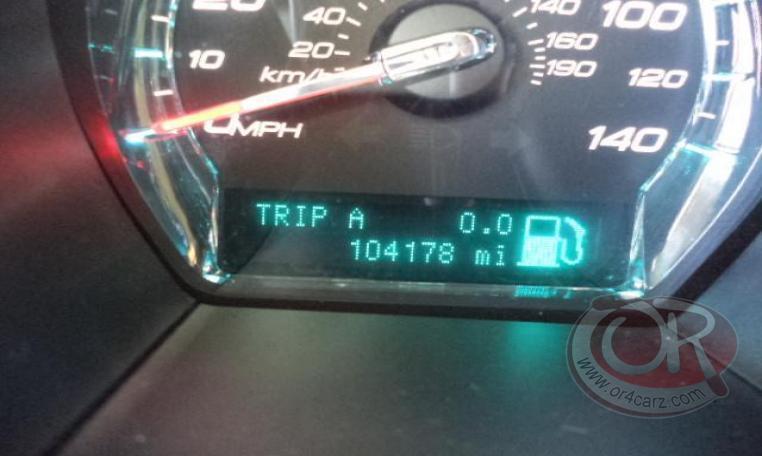 20 40 140 100
10 20 160
km/h 190 120
0 MPH 140
TRIP A 0.0
104178 mi
OR
www.or4carz.com